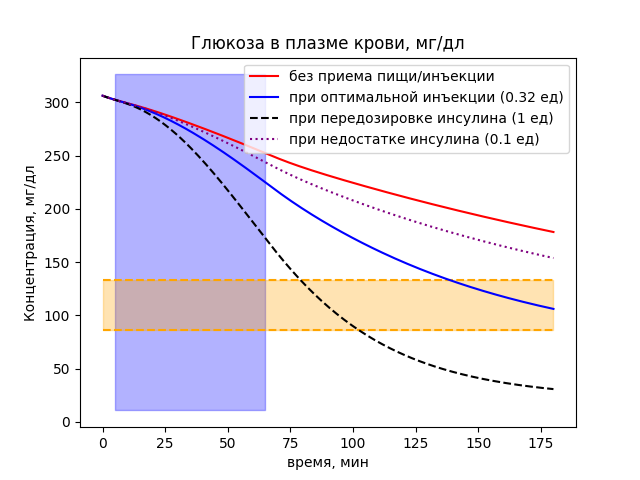 Глюкоза в плазме крови, мг/дл
без приема пищи/инъекции
при оптимальной инъекции (0.32 ед)
при передозировке инсулина (1 ед)
при недостатке инсулина (0.1 ед)
Концентрация, мг/дл
300
250
200
150
100
50
0
0 25 50 75 100 125 150 175
время, мин